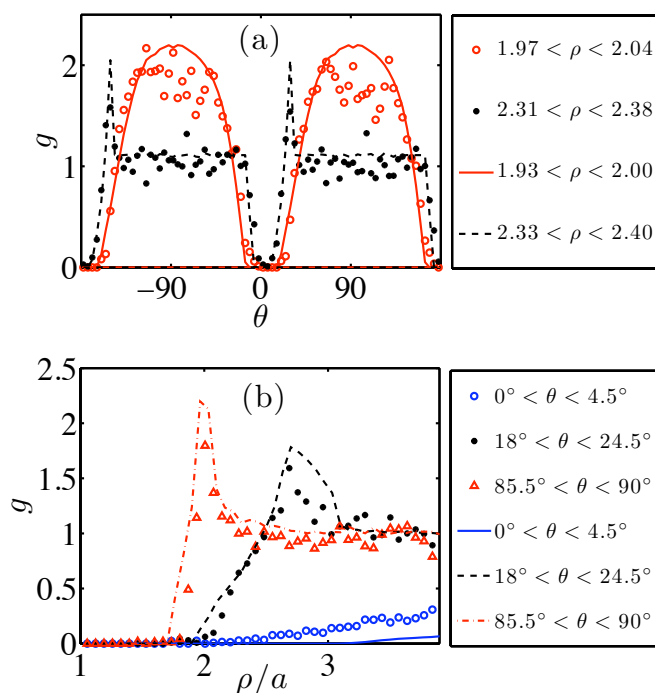 (a)
g
2
1
0
−90
0
90
θ
1.97 < ρ < 2.04
2.31 < ρ < 2.38
1.93 < ρ < 2.00
2.33 < ρ < 2.40
(b)
g
2.5
2
1.5
1
0.5
0
1
2
3
ρ/a
0° < θ < 4.5°
18° < θ < 24.5°
85.5° < θ < 90°
0° < θ < 4.5°
18° < θ < 24.5°
85.5° < θ < 90°